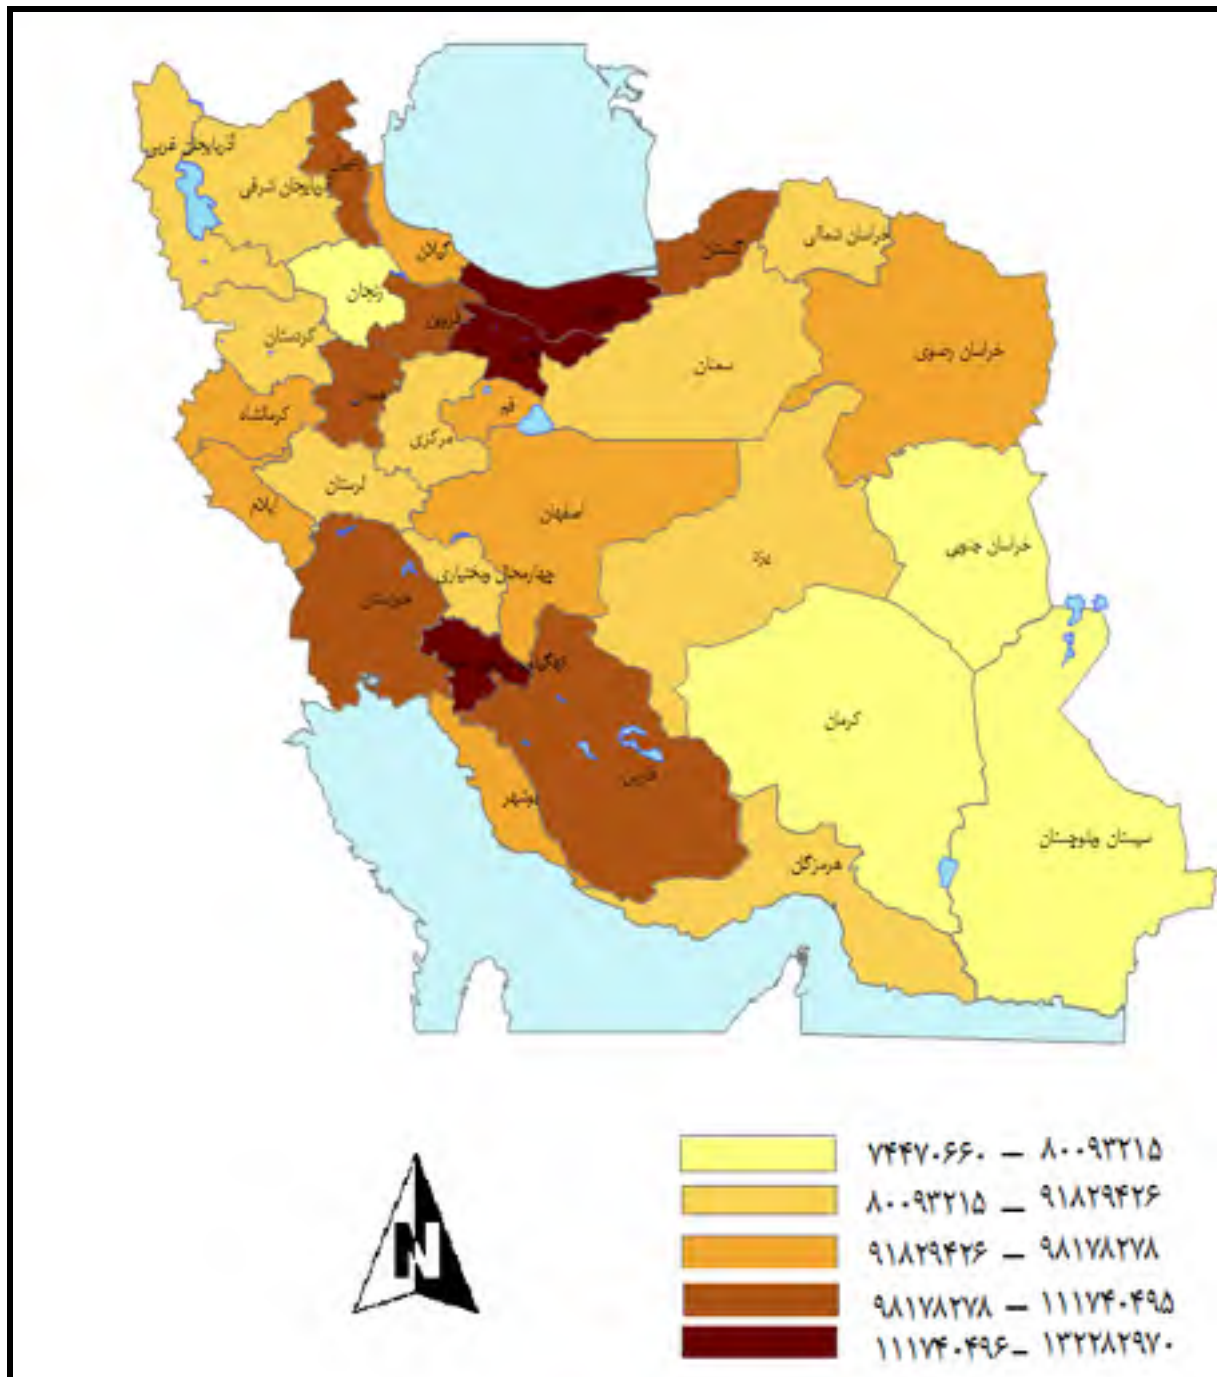 آذربایجان غربی
آذربایجان شرقی
اردبیل
گیلان
زنجان
قزوین
کردستان
همدان
کرمانشاه
مرکزی
قم
لرستان
ایلام
اصفهان
سمنان
گلستان
خراسان شمالی
خراسان رضوی
خراسان جنوبی
یزد
چهارمحال وبختیاری
خوزستان
فارس
بوشهر
کرمان
هرمزگان
سیستان وبلوچستان
N
۷۴۴۷۰۶۶۰ – ۸۰۰۹۳۲۱۵
۸۰۰۹۳۲۱۵ – ۹۱۸۲۹۴۲۶
۹۱۸۲۹۴۲۶ – ۹۸۱۷۸۲۷۸
۹۸۱۷۸۲۷۸ – ۱۱۱۷۴۰۴۹۵
۱۱۱۷۴۰۴۹۶ – ۱۳۲۲۸۲۹۷۰